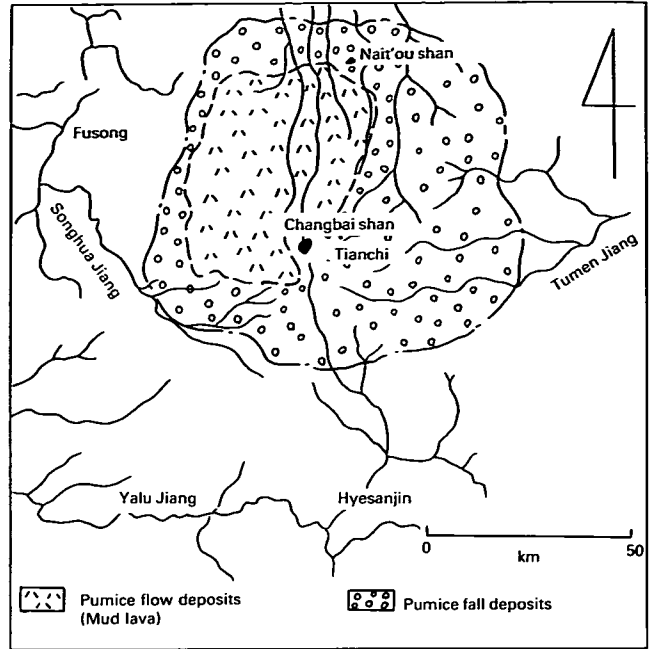 Nait'ou shan
Fusong
Songhua Jiang
Changbai shan
Tianchi
Tumen Jiang
Yalu Jiang
Hyesanjin
0
50
km
Pumice flow deposits
(Mud lava)
Pumice fall deposits